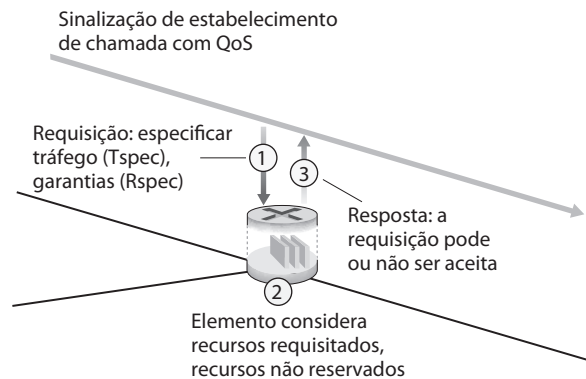 Sinalização de estabelecimento
de chamada com QoS
Requisição: especificar
tráfego (Tspec),
garantias (Rspec)
1
3
Resposta: a
requisição pode
ou não ser aceita
2
Elemento considera
recursos requisitados,
recursos não reservados